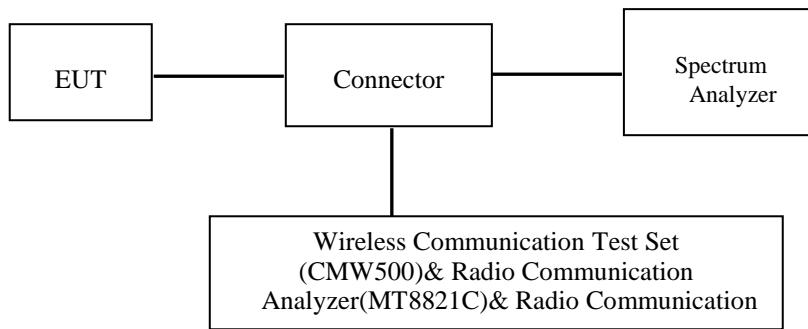 EUT
Connector
Spectrum
Analyzer
Wireless Communication Test Set
(CMW500)& Radio Communication
Analyzer(MT8821C)& Radio Communication